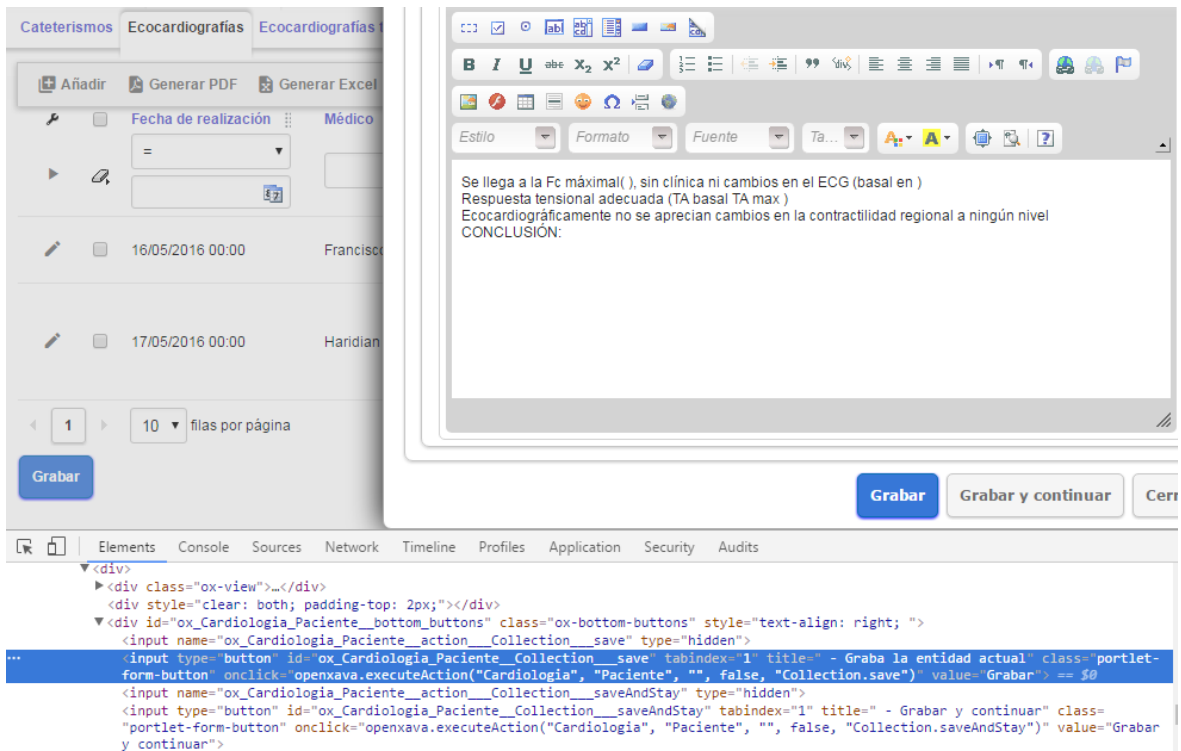 Cateterismos Ecocardiografías Ecocardiografías t
Añadir Generar PDF Generar Excel
Fecha de realización Médico
=
16/05/2016 00:00 Francisco
17/05/2016 00:00 Haridian
1 10 filas por página
Grabar
B I U abc X₂ X²
Estilo Formato Fuente Ta... A A ?
Se llega a la Fc máximal( ), sin clínica ni cambios en el ECG (basal en )
Respuesta tensional adecuada (TA basal TA max )
Ecocardiográficamente no se aprecian cambios en la contractilidad regional a ningún nivel
CONCLUSIÓN:
Grabar Grabar y continuar Cerr
Elements Console Sources Network Timeline Profiles Application Security Audits
▼<div>
▶<div class="ox-view">…</div>
<div style="clear: both; padding-top: 2px;"></div>
▼<div id="ox_Cardiologia_Paciente__bottom_buttons" class="ox-bottom-buttons" style="text-align: right; ">
<input name="ox_Cardiologia_Paciente__action___Collection___save" type="hidden">
<input type="button" id="ox_Cardiologia_Paciente__Collection___save" tabindex="1" title=" - Graba la entidad actual" class="portlet-
form-button" onclick="openxava.executeAction("Cardiologia", "Paciente", "", false, "Collection.save")" value="Grabar"> == $0
<input name="ox_Cardiologia_Paciente__action___Collection___saveAndStay" type="hidden">
<input type="button" id="ox_Cardiologia_Paciente__Collection___saveAndStay" tabindex="1" title=" - Grabar y continuar" class=
"portlet-form-button" onclick="openxava.executeAction("Cardiologia", "Paciente", "", false, "Collection.saveAndStay")" value="Grabar
y continuar">